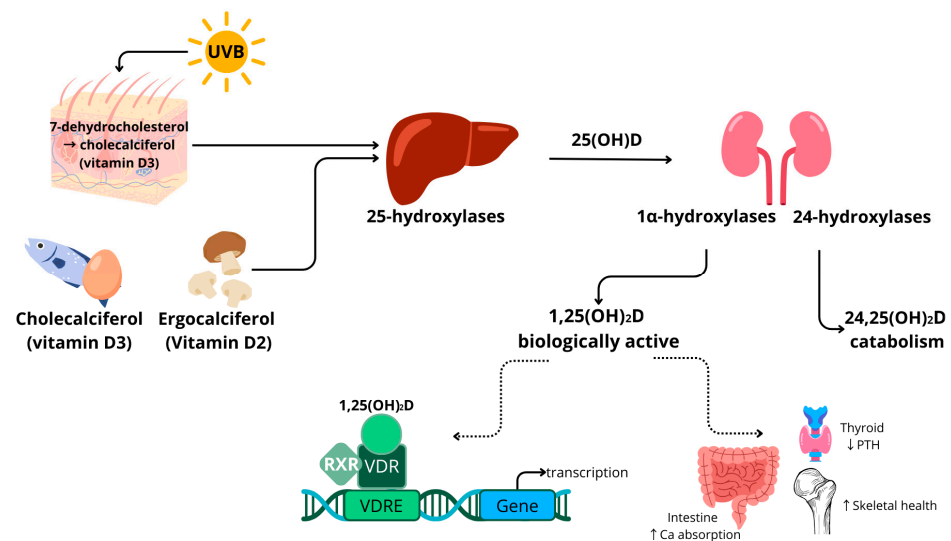 UVB
7-dehydrocholesterol
→ cholecalciferol
(vitamin D3)
25(OH)D
25-hydroxylases
1α-hydroxylases
24-hydroxylases
Cholecalciferol
(vitamin D3)
Ergocalciferol
(Vitamin D2)
1,25(OH)₂D
biologically active
24,25(OH)₂D
catabolism
1,25(OH)₂D
RXR
VDR
VDRE
Gene
transcription
Thyroid
↓ PTH
Intestine
↑ Ca absorption
↑ Skeletal health